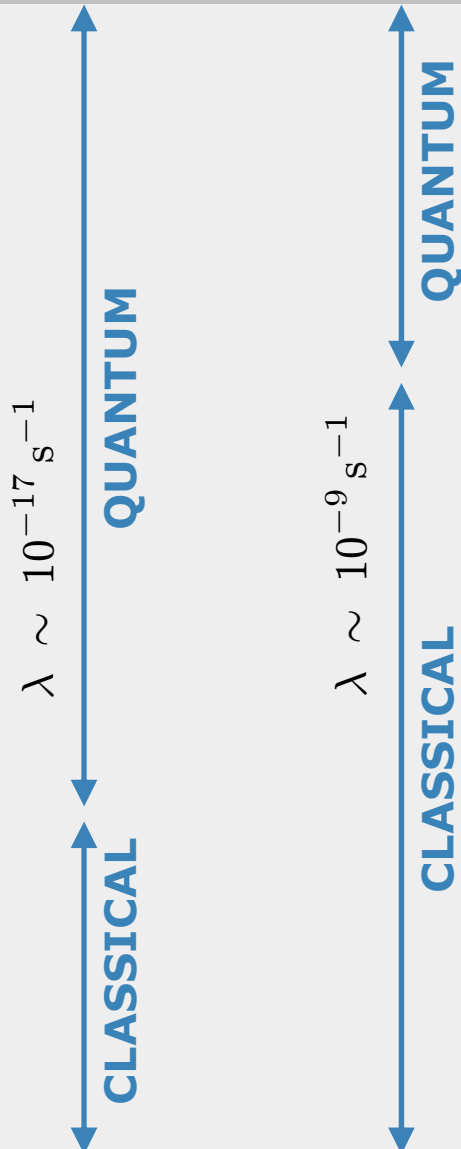 λ ∼ 10⁻¹⁷ s⁻¹
CLASSICAL QUANTUM
λ ∼ 10⁻⁹ s⁻¹
CLASSICAL QUANTUM